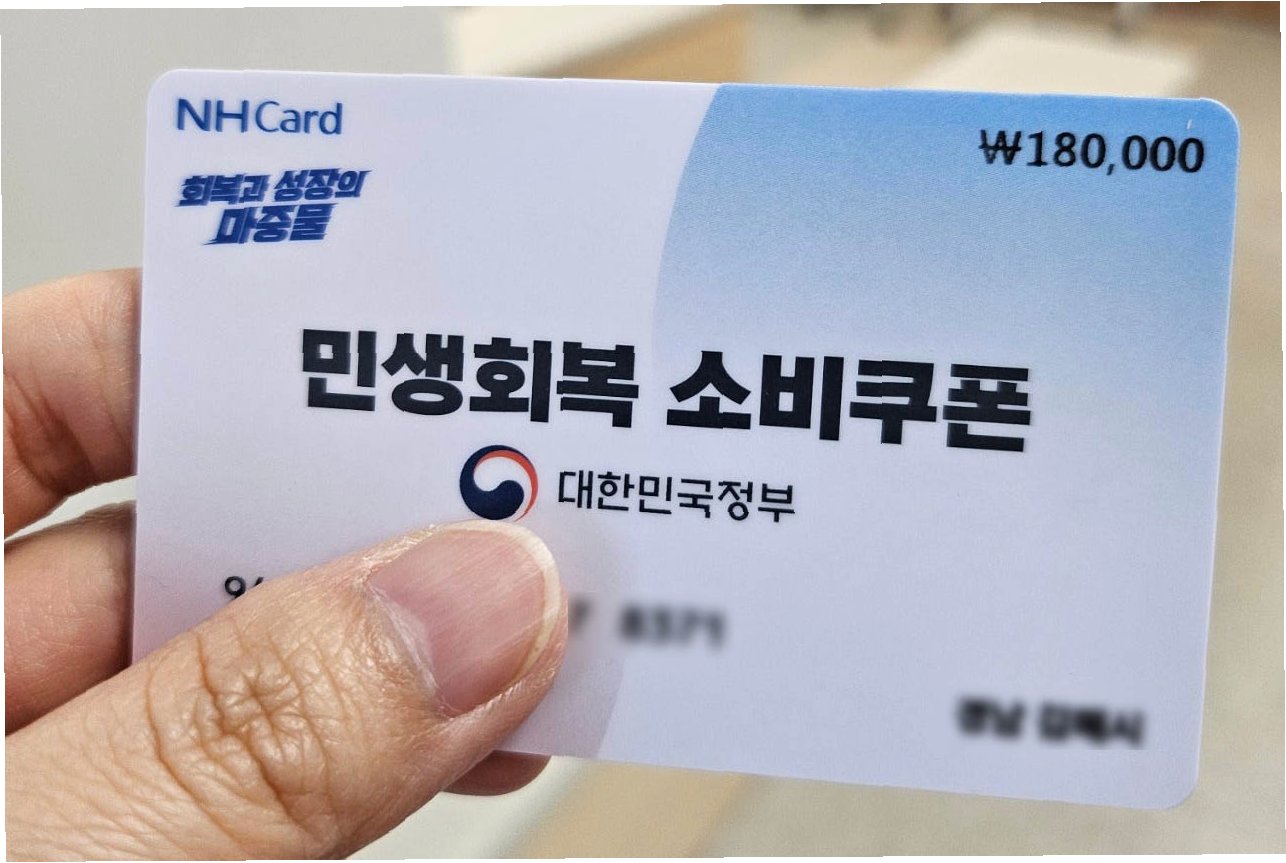 NHCard
₩180,000
회복과 성장의
마중물
민생회복 소비쿠폰
대한민국정부